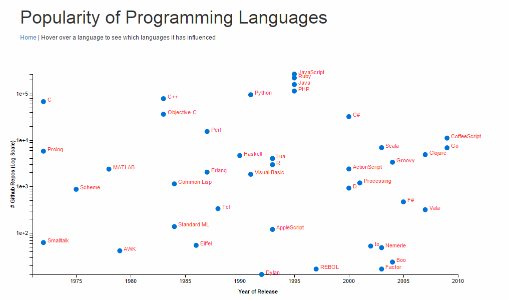 Popularity of Programming Languages
Home | Hover over a language to see which languages it has influenced
# Github Repos (Log Scale)
1e+5
1e+4
1e+3
1e+2
JavaScript
Ruby
Java
PHP
Python
C++
C
Objective-C
C#
Perl
CoffeeScript
Go
Scala
Clojure
Prolog
Haskell
Lua
R
Groovy
MATLAB
Erlang
Visual Basic
ActionScript
Processing
D
Scheme
Common Lisp
F#
Vala
Tcl
Standard ML
AppleScript
Smalltalk
AWK
Eiffel
Io
Nemerle
Boo
Factor
REBOL
Dylan
1975
1980
1985
1990
1995
2000
2005
2010
Year of Release